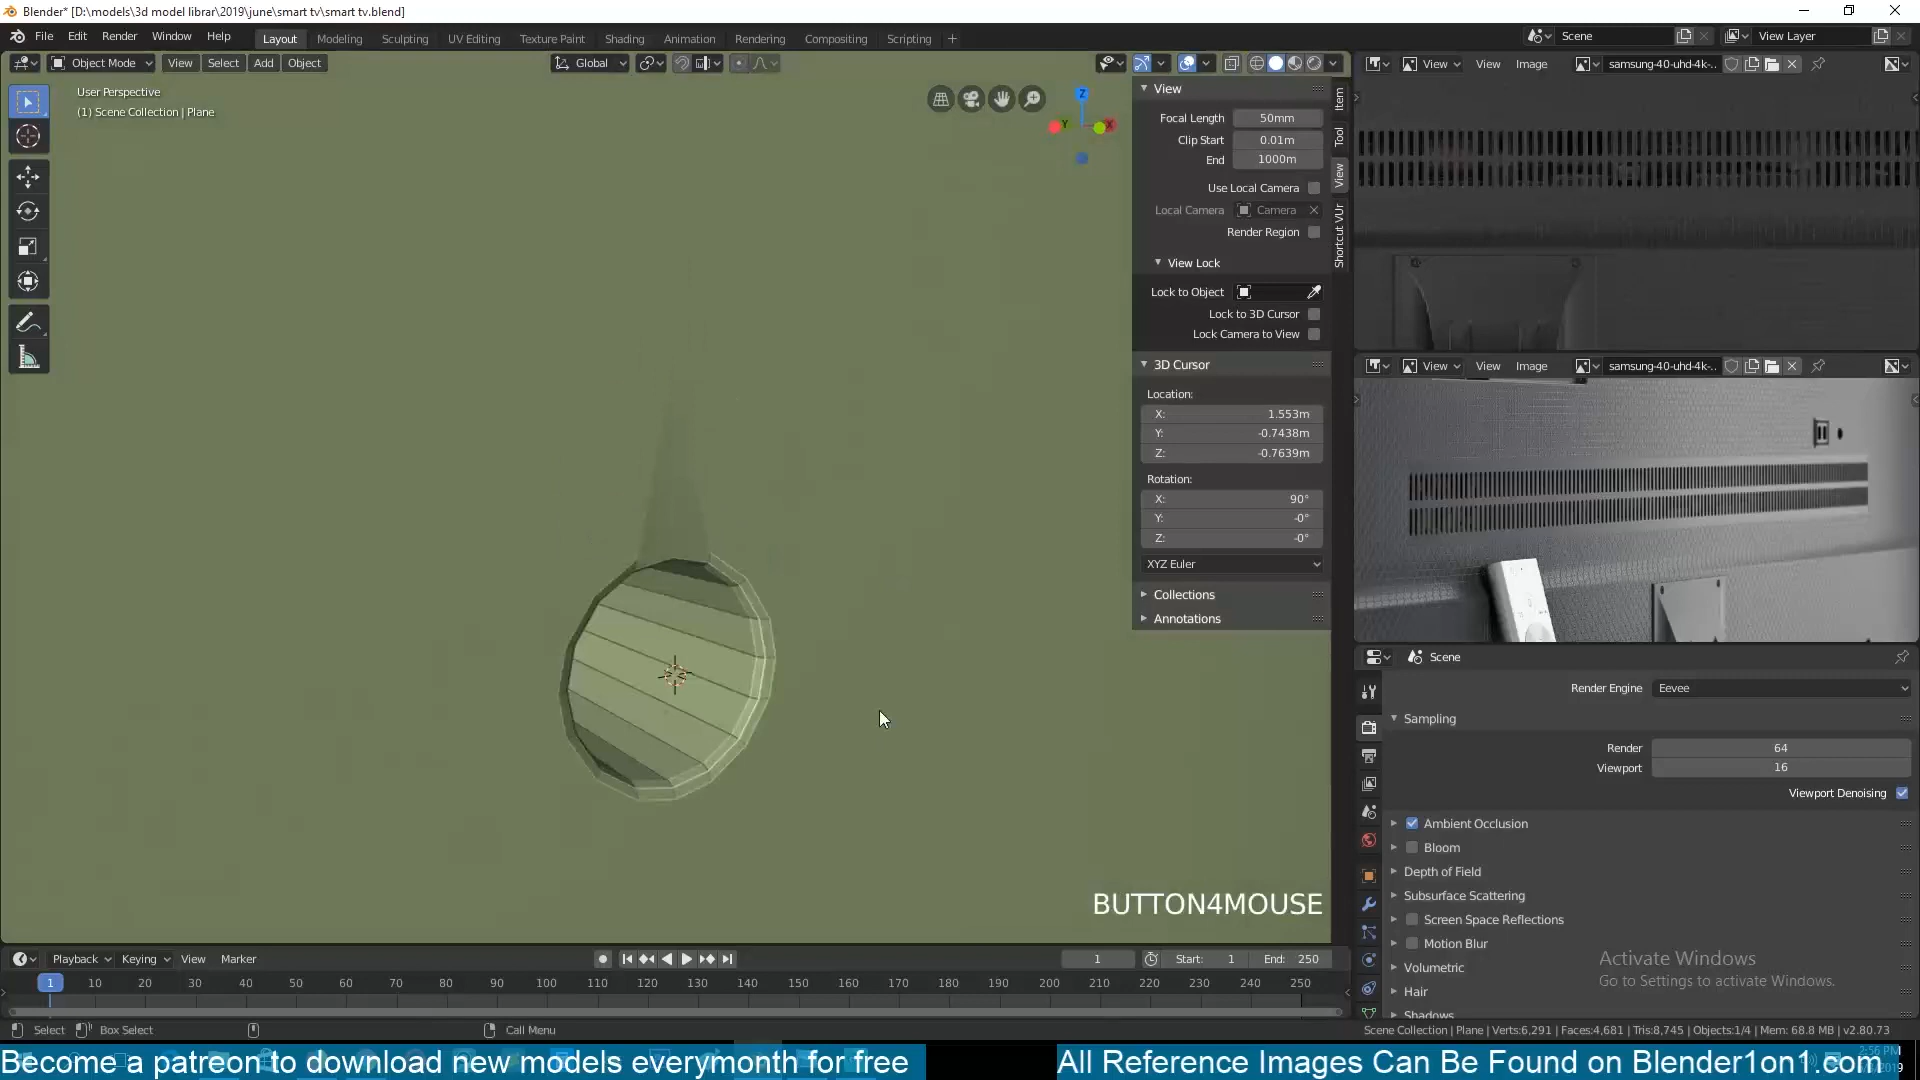 Blender* [D:\models\3d model librar\2019\june\smart tv\smart tv.blend]
File Edit Render Window Help Layout Modeling Sculpting UV Editing Texture Paint Shading Animation Rendering Compositing Scripting + Scene View Layer
Object Mode View Select Add Object Global View View Image samsung-40-uhd-4k-..
User Perspective
(1) Scene Collection | Plane
Z
Y X
View
Focal Length 50mm
Clip Start 0.01m
End 1000m
Use Local Camera
Local Camera Camera
Render Region
View Lock
Lock to Object
Lock to 3D Cursor
Lock Camera to View
3D Cursor
Location:
X: 1.553m
Y: -0.7438m
Z: -0.7639m
Rotation:
X: 90°
Y: -0°
Z: -0°
XYZ Euler
Collections
Annotations
Item
Tool
View
Shortcut VUr
View View Image samsung-40-uhd-4k-..
Scene
Render Engine Eevee
Sampling
Render 64
Viewport 16
Viewport Denoising
Ambient Occlusion
Bloom
Depth of Field
Subsurface Scattering
Screen Space Reflections
Motion Blur
Volumetric
Hair
Shadows
Activate Windows
Go to Settings to activate Windows.
BUTTON4MOUSE
Playback Keying View Marker 1 Start: 1 End: 250
1 10 20 30 40 50 60 70 80 90 100 110 120 130 140 150 160 170 180 190 200 210 220 230 240 250
Select Box Select Call Menu Scene Collection | Plane | Verts:6,291 | Faces:4,681 | Tris:8,745 | Objects:1/4 | Mem: 68.8 MB | v2.80.73
Become a patreon to download new models everymonth for free All Reference Images Can Be Found on Blender1on1.com
2:56 PM